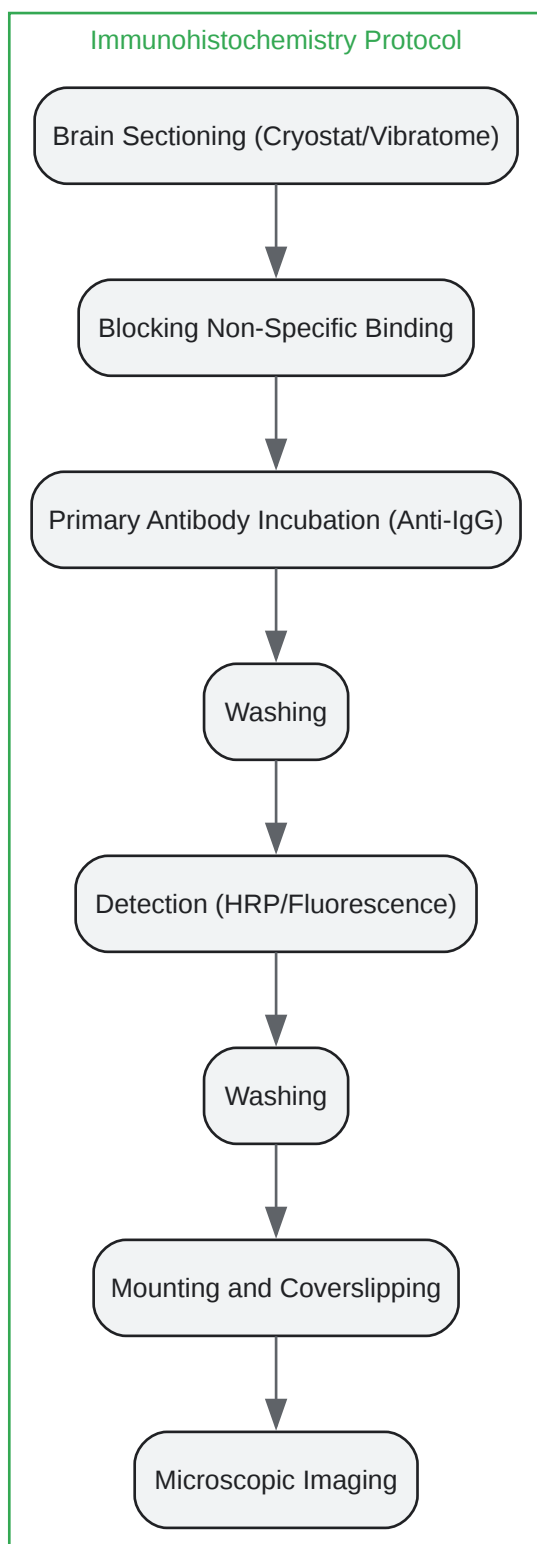 Immunohistochemistry Protocol
Brain Sectioning (Cryostat/Vibratome)
Blocking Non-Specific Binding
Primary Antibody Incubation (Anti-IgG)
Washing
Detection (HRP/Fluorescence)
Washing
Mounting and Coverslipping
Microscopic Imaging